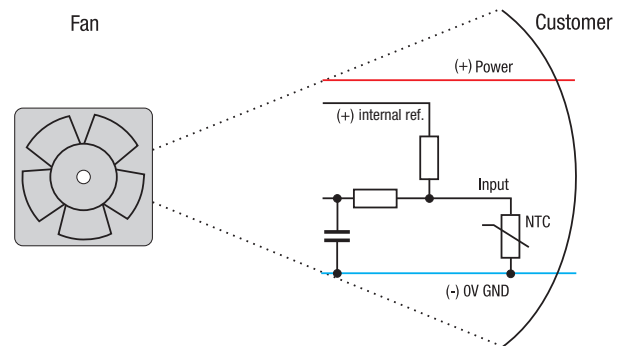 Fan
Customer
(+) Power
(+) internal ref.
Input
NTC
(-) 0V GND